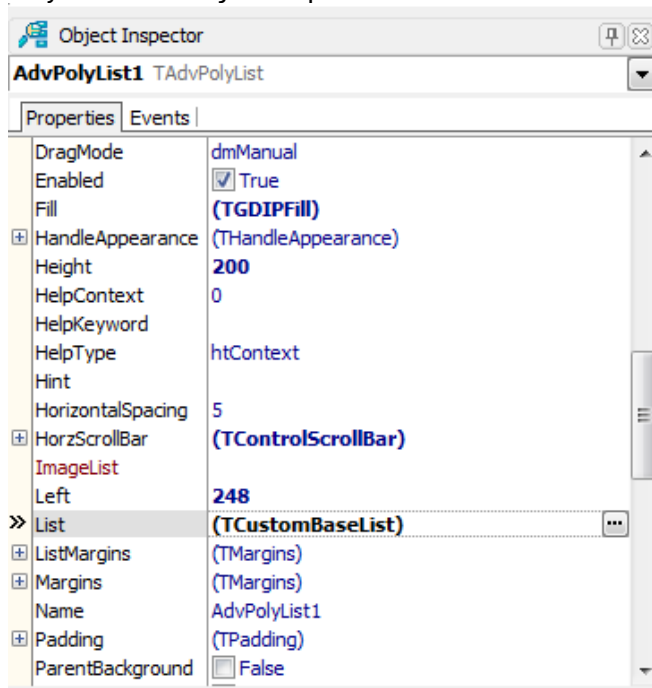 Object Inspector
AdvPolyList1 TAdvPolyList
Properties Events
DragMode dmManual
Enabled True
Fill (TGDIPFill)
HandleAppearance (THandleAppearance)
Height 200
HelpContext 0
HelpKeyword
HelpType htContext
Hint
HorizontalSpacing 5
HorzScrollBar (TControlScrollBar)
ImageList
Left 248
List (TCustomBaseList)
ListMargins (TMargins)
Margins (TMargins)
Name AdvPolyList1
Padding (TPadding)
ParentBackground False